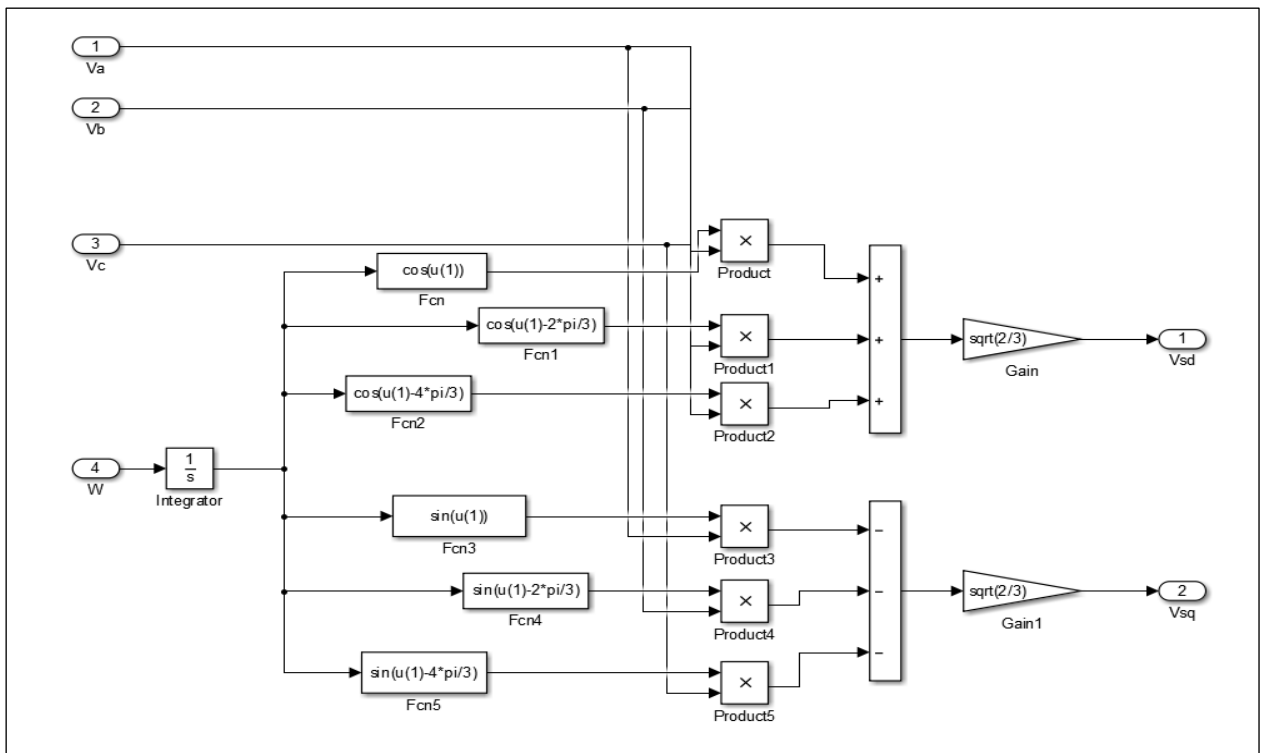 1
Va
2
Vb
3
Vc
cos(u(1))
Fcn
×
Product
+
cos(u(1)-2*pi/3)
Fcn1
×
Product1
+
sqrt(2/3)
Gain
1
Vsd
cos(u(1)-4*pi/3)
Fcn2
×
Product2
+
4
W
1
s
Integrator
sin(u(1))
Fcn3
×
Product3
−
sin(u(1)-2*pi/3)
Fcn4
×
Product4
−
sqrt(2/3)
Gain1
2
Vsq
sin(u(1)-4*pi/3)
Fcn5
×
Product5
−